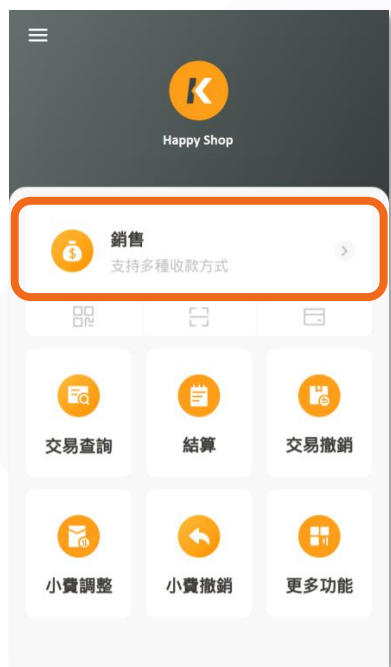 Happy Shop
銷售
支持多種收款方式
交易查詢
結算
交易撤銷
小費調整
小費撤銷
更多功能